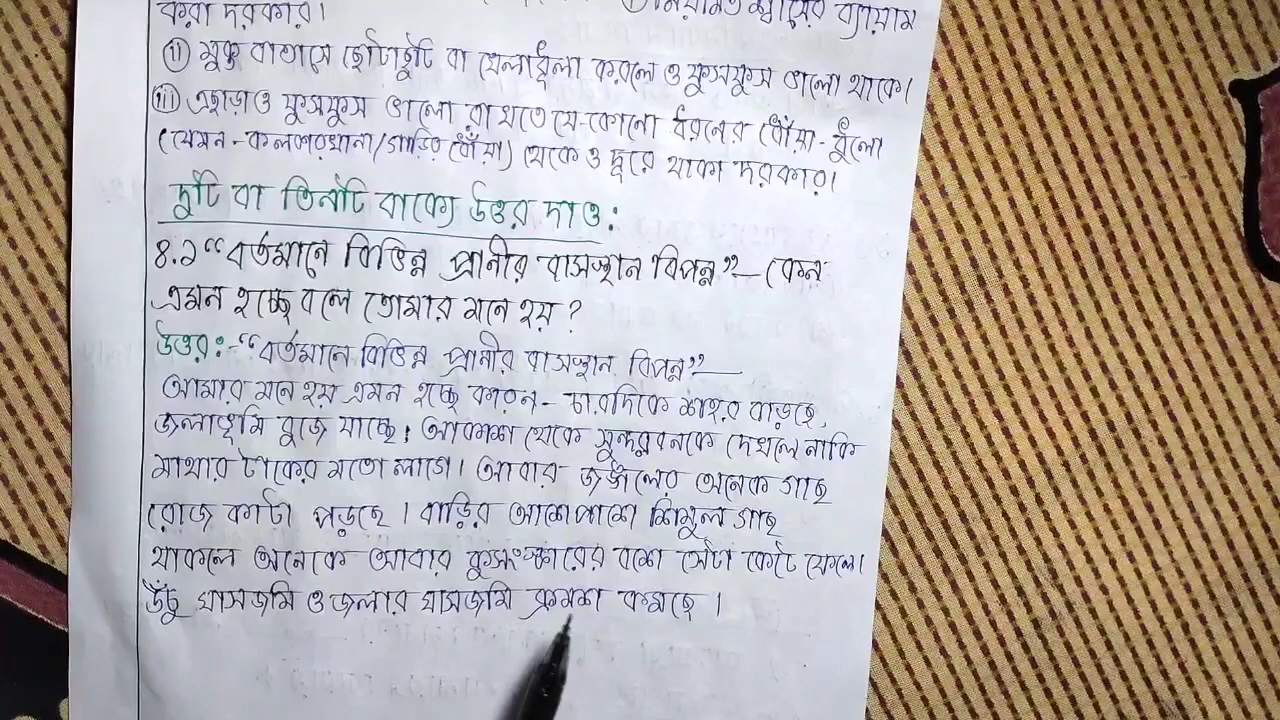 করা দরকার। নিয়মিত শ্বাসের ব্যায়াম
ii) মুক্ত বাতাসে ছোটাছুটি বা খেলাধুলা করলে ও ফুসফুস ভালো থাকে।
iii) এছাড়াও ফুসফুস ভালো রাখতে যে-কোনো ধরনের ধোঁয়া-ধুলো
(যেমন-কলকারখানা/গাড়ির ধোঁয়া) থেকে ও দূরে থাকা দরকার।
দুটি বা তিনটি বাক্যে উত্তর দাও:
৪.১ “বর্তমানে বিভিন্ন প্রানীর বাসস্থান বিপন্ন”— কেন
এমন হচ্ছে বলে তোমার মনে হয়?
উত্তর:-“বর্তমানে বিভিন্ন প্রানীর বাসস্থান বিপন্ন”—
আমার মনে হয় এমন হচ্ছে কারন- চারদিকে শহর বাড়ছে,
জলাভূমি বুজে যাচ্ছে। আকাশ থেকে সুন্দরবনকে দেখলে নাকি
মাথার টাকের মতো লাগে। আবার জঙ্গলের অনেক গাছ
রোজ কাটা পড়ছে। বাড়ির আশেপাশে শিমুল গাছ
থাকলে অনেকে আবার কুসংস্কারের বশে সেটা কেটে ফেলে।
উঁচু ঘাসজমি ও জলার ঘাসজমি ক্রমশ কমছে।